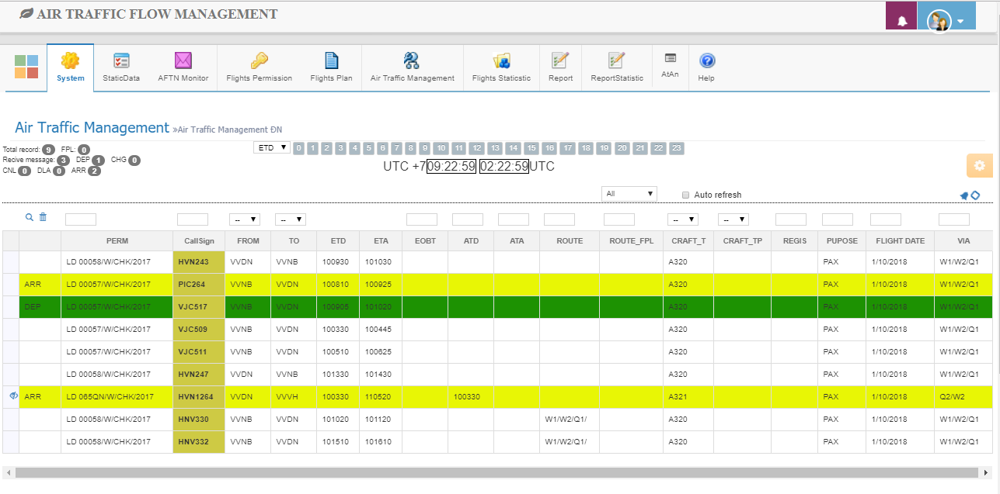 AIR TRAFFIC FLOW MANAGEMENT
System StaticData AFTN Monitor Flights Permission Flights Plan Air Traffic Management Flights Staticstic Report ReportStatistic AtAn Help
Air Traffic Management »Air Traffic Management ĐN
Total record: 9 FPL: 0
Recive message: 3 DEP 1 CHG 0
CNL 0 DLA 0 ARR 2
ETD 0 1 2 3 4 5 6 7 8 9 10 11 12 13 14 15 16 17 18 19 20 21 22 23
UTC +7 09:22:59 02:22:59 UTC
All Auto refresh
-- -- -- --
PERM CallSign FROM TO ETD ETA EOBT ATD ATA ROUTE ROUTE_FPL CRAFT_T CRAFT_TP REGIS PUPOSE FLIGHT DATE VIA
LD 00058/W/CHK/2017 HVN243 VVDN VVNB 100930 101030 A320 PAX 1/10/2018 W1/W2/Q1
ARR LD 00057/W/CHK/2017 PIC264 VVNB VVDN 100810 100925 A320 PAX 1/10/2018 W1/W2/Q1
DEP LD 00057/W/CHK/2017 VJC517 VVNB VVDN 100905 101020 A320 PAX 1/10/2018 W1/W2/Q1
LD 00057/W/CHK/2017 VJC509 VVNB VVDN 100330 100445 A320 PAX 1/10/2018 W1/W2/Q1
LD 00057/W/CHK/2017 VJC511 VVNB VVDN 100510 100625 A320 PAX 1/10/2018 W1/W2/Q1
LD 00058/W/CHK/2017 HVN247 VVDN VVNB 101330 101430 A320 PAX 1/10/2018 W1/W2/Q1
ARR LD 065QN/W/CHK/2017 HVN1264 VVDN VVVH 100330 110520 100330 A321 PAX 1/10/2018 Q2/W2
LD 00058/W/CHK/2017 HNV330 VVNB VVDN 101020 101120 W1/W2/Q1/ A320 PAX 1/10/2018 W1/W2/Q1
LD 00058/W/CHK/2017 HNV332 VVNB VVDN 101510 101610 W1/W2/Q1/ A320 PAX 1/10/2018 W1/W2/Q1